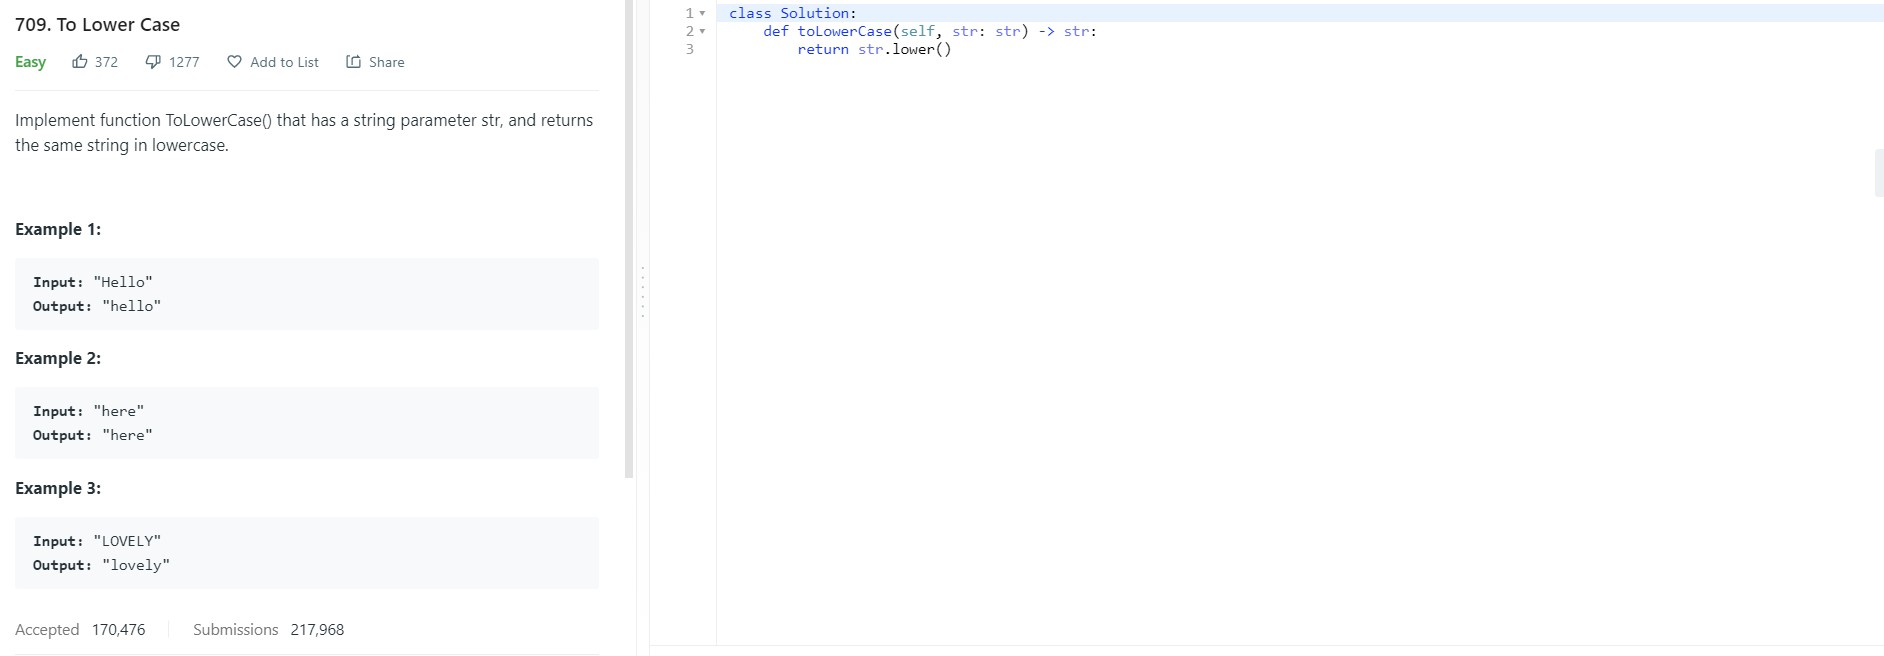 709. To Lower Case
Easy 372 1277 Add to List Share
Implement function ToLowerCase() that has a string parameter str, and returns
the same string in lowercase.
Example 1:
Input: "Hello"
Output: "hello"
Example 2:
Input: "here"
Output: "here"
Example 3:
Input: "LOVELY"
Output: "lovely"
Accepted 170,476 Submissions 217,968
1 class Solution:
2     def toLowerCase(self, str: str) -> str:
3         return str.lower()